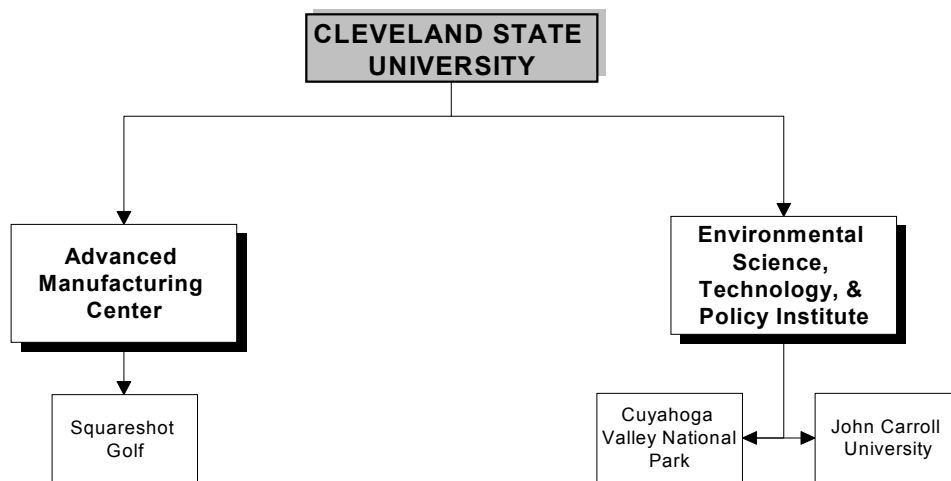 CLEVELAND STATE
UNIVERSITY
Advanced
Manufacturing
Center
Environmental
Science,
Technology, &
Policy Institute
Squareshot
Golf
Cuyahoga
Valley National
Park
John Carroll
University